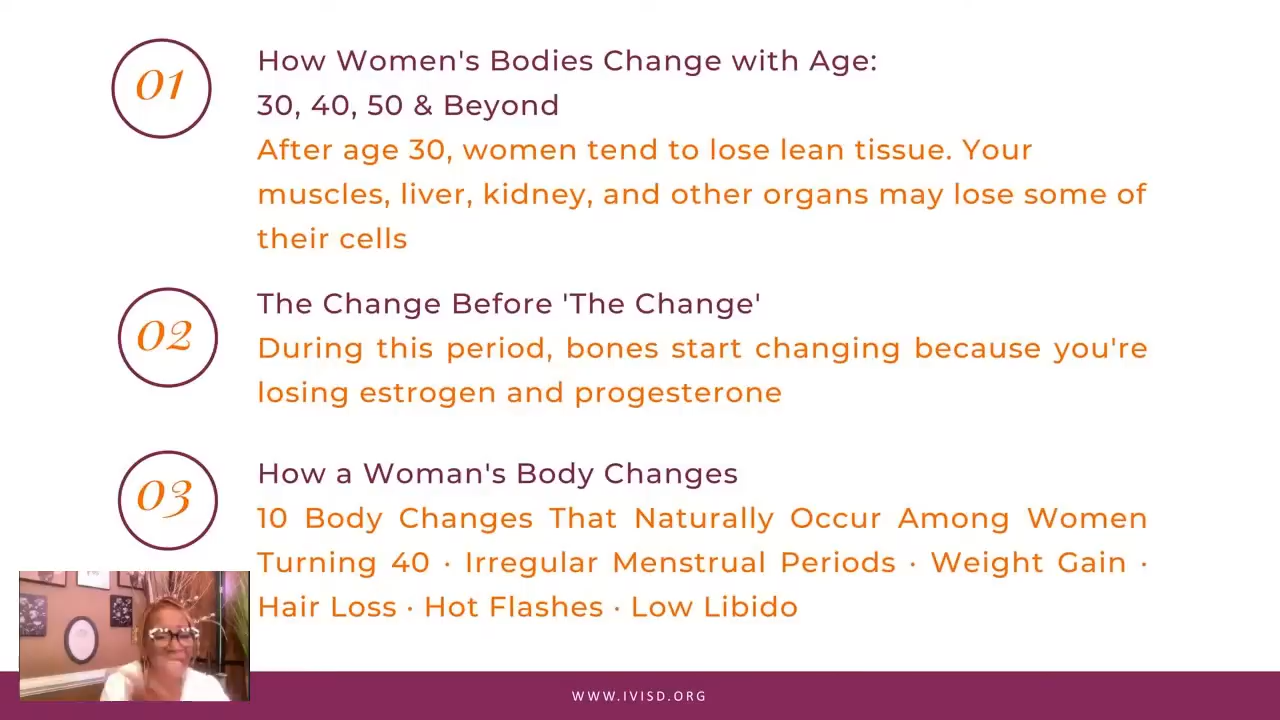 01
How Women's Bodies Change with Age:
30, 40, 50 & Beyond
After age 30, women tend to lose lean tissue. Your
muscles, liver, kidney, and other organs may lose some of
their cells
02
The Change Before 'The Change'
During this period, bones start changing because you're
losing estrogen and progesterone
03
How a Woman's Body Changes
10 Body Changes That Naturally Occur Among Women
Turning 40 · Irregular Menstrual Periods · Weight Gain ·
Hair Loss · Hot Flashes · Low Libido
WWW.IVISD.ORG